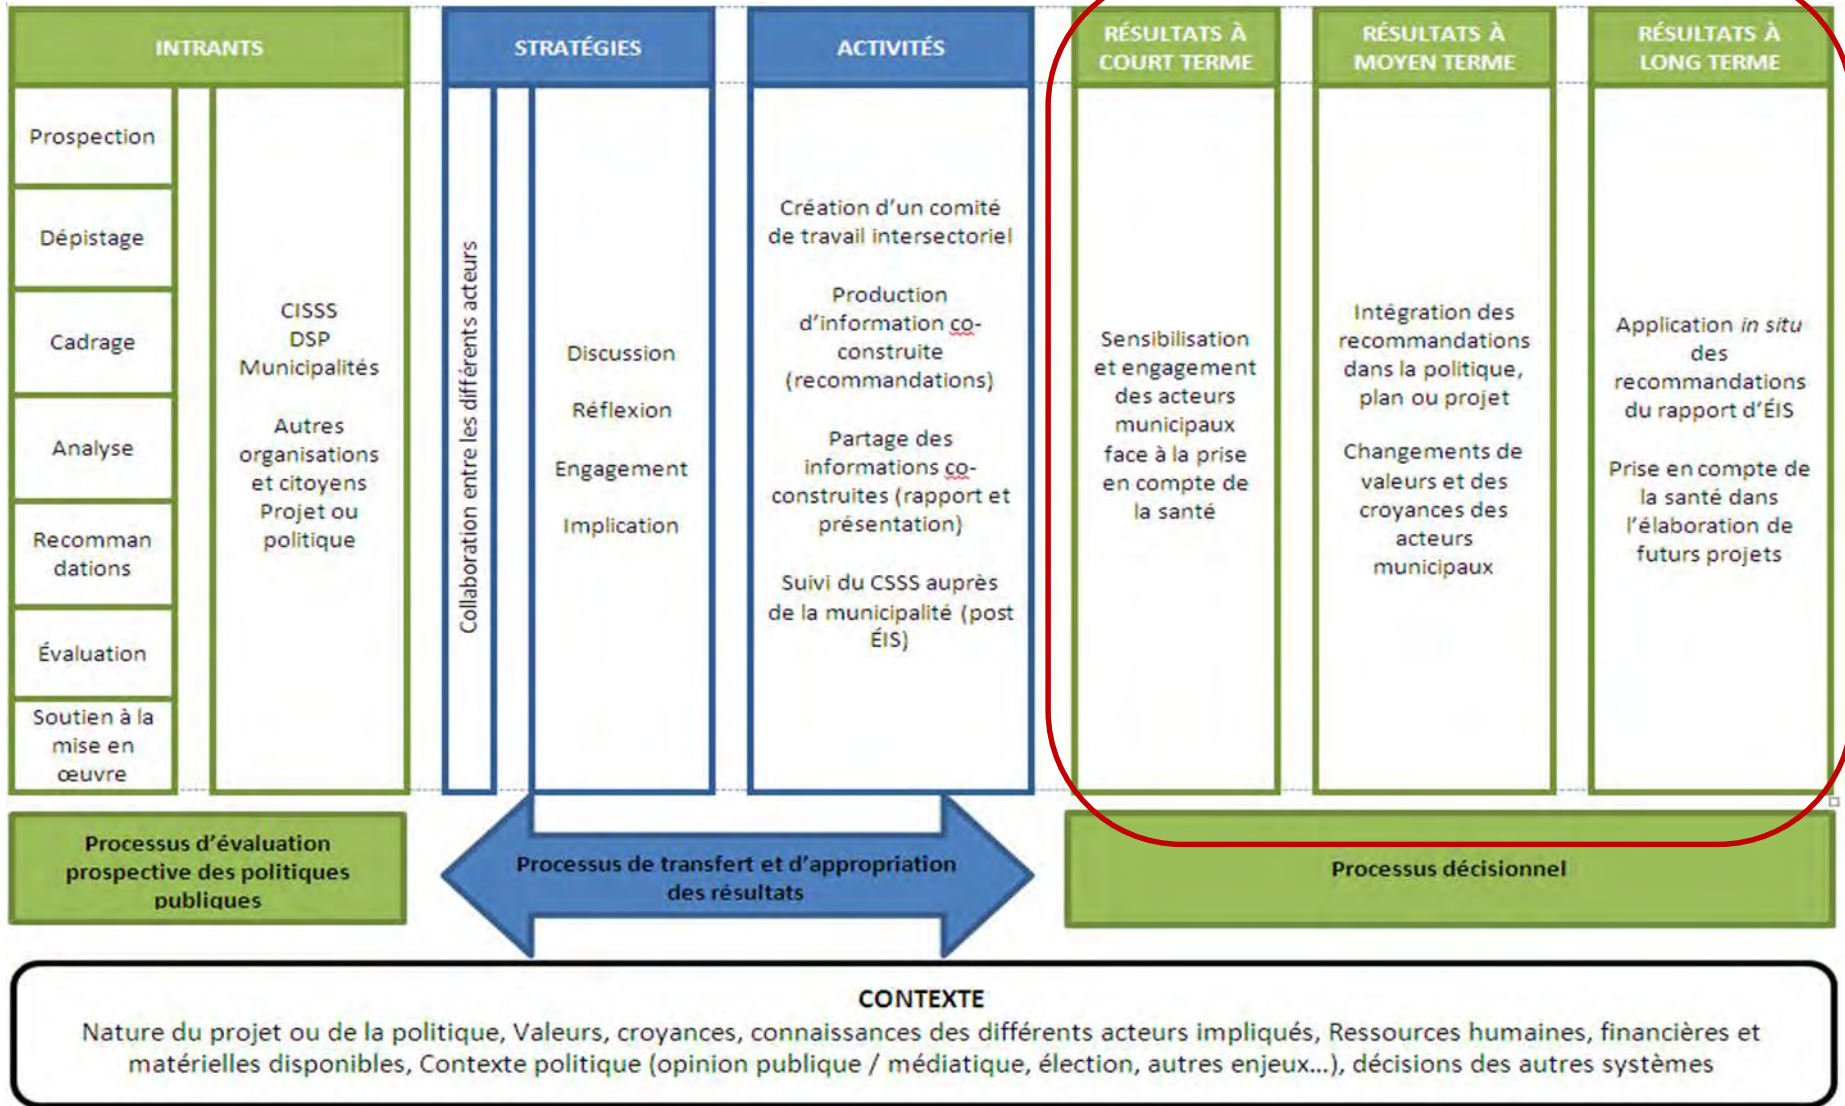 INTRANTS
Prospection
Dépistage
Cadrage
Analyse
Recomman
dations
Évaluation
Soutien à la
mise en
œuvre
CISSS
DSP
Municipalités
Autres
organisations
et citoyens
Projet ou
politique
STRATÉGIES
Collaboration entre les différents acteurs
Discussion
Réflexion
Engagement
Implication
ACTIVITÉS
Création d'un comité
de travail intersectoriel
Production
d'information co-
construite
(recommandations)
Partage des
informations co-
construites (rapport et
présentation)
Suivi du CSSS auprès
de la municipalité (post
ÉIS)
RÉSULTATS À
COURT TERME
Sensibilisation
et engagement
des acteurs
municipaux
face à la prise
en compte de
la santé
RÉSULTATS À
MOYEN TERME
Intégration des
recommandations
dans la politique,
plan ou projet
Changements de
valeurs et des
croyances des
acteurs
municipaux
RÉSULTATS À
LONG TERME
Application in situ
des
recommandations
du rapport d'ÉIS
Prise en compte de
la santé dans
l'élaboration de
futurs projets
Processus d'évaluation
prospective des politiques
publiques
Processus de transfert et d'appropriation
des résultats
Processus décisionnel
CONTEXTE
Nature du projet ou de la politique, Valeurs, croyances, connaissances des différents acteurs impliqués, Ressources humaines, financières et
matérielles disponibles, Contexte politique (opinion publique / médiatique, élection, autres enjeux...), décisions des autres systèmes